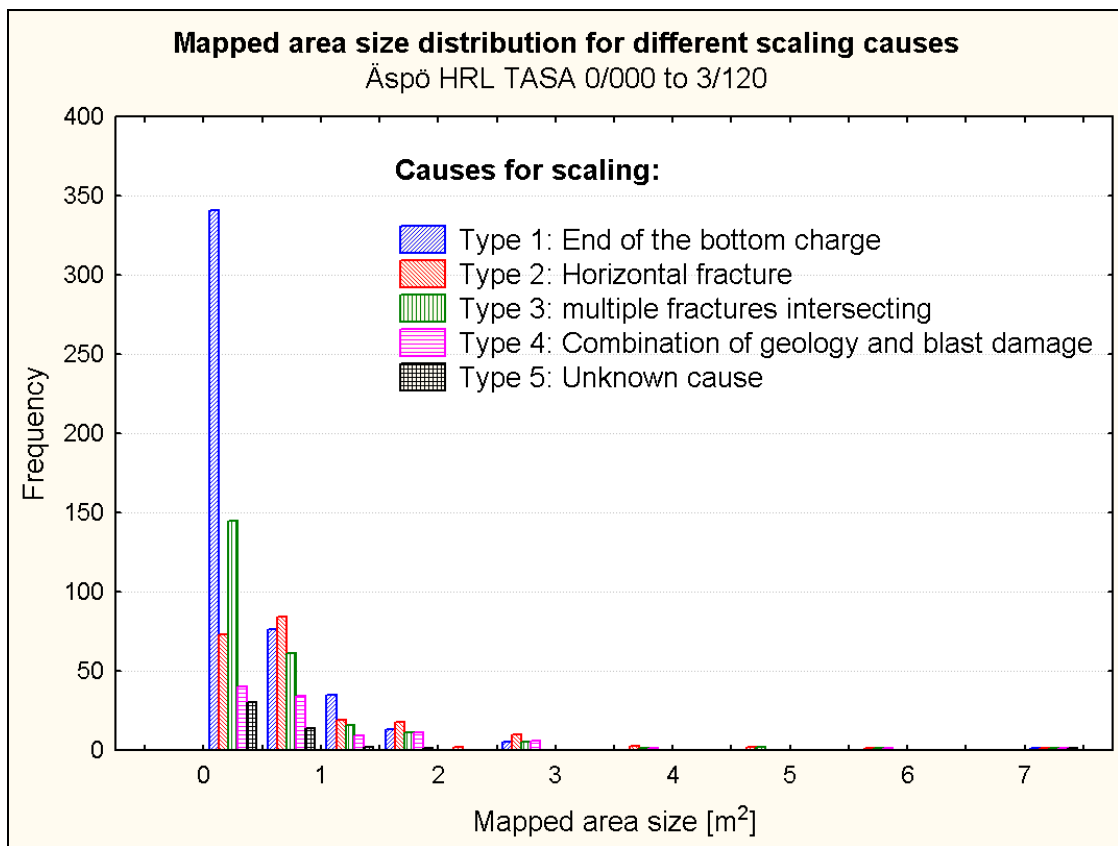 Mapped area size distribution for different scaling causes
Äspö HRL TASA 0/000 to 3/120
400
350
300
250
200
150
100
50
0
Frequency
Causes for scaling:
Type 1: End of the bottom charge
Type 2: Horizontal fracture
Type 3: multiple fractures intersecting
Type 4: Combination of geology and blast damage
Type 5: Unknown cause
0 1 2 3 4 5 6 7
Mapped area size [m²]